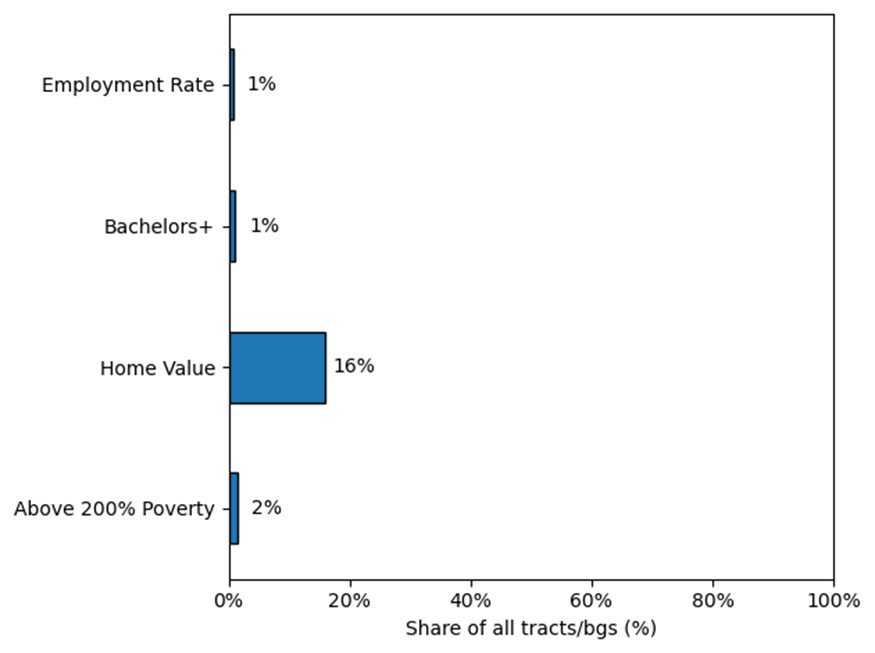 Employment Rate 1%
Bachelors+ 1%
Home Value 16%
Above 200% Poverty 2%
0% 20% 40% 60% 80% 100%
Share of all tracts/bgs (%)